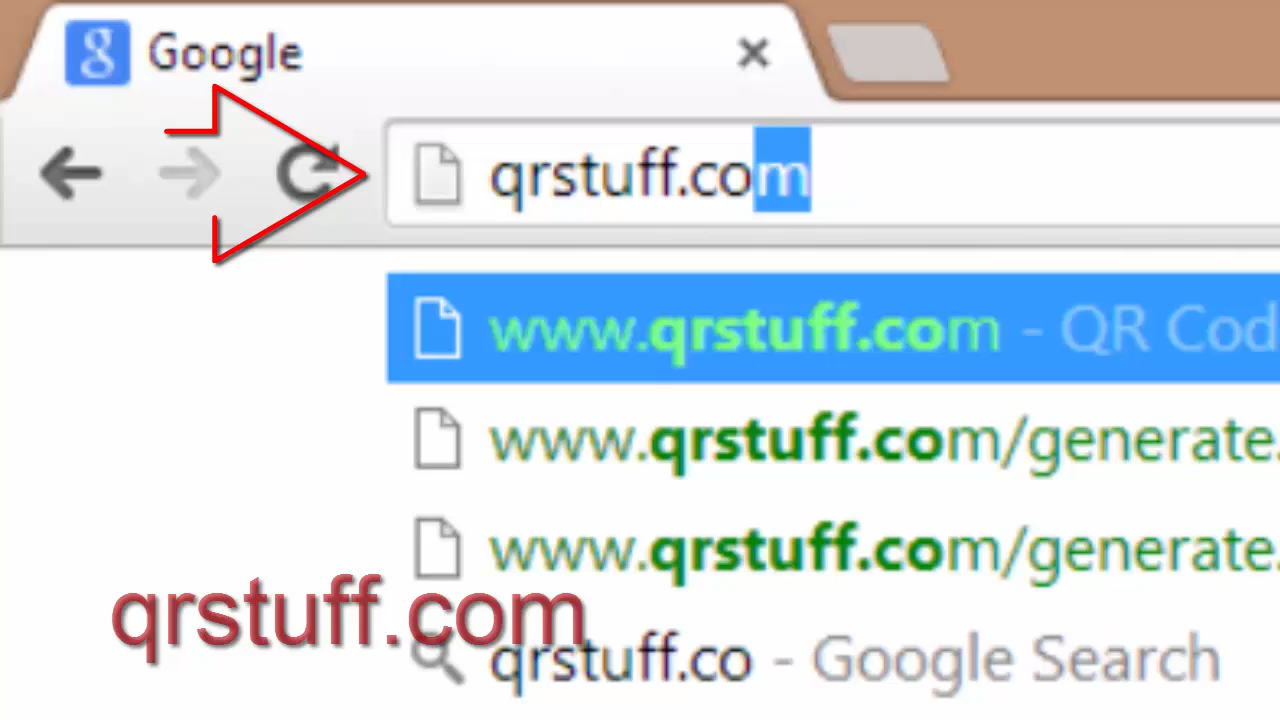 g Google
qrstuff.com
www.qrstuff.com - QR Cod
www.qrstuff.com/generate.
www.qrstuff.com/generate.
qrstuff.com
qrstuff.co - Google Search